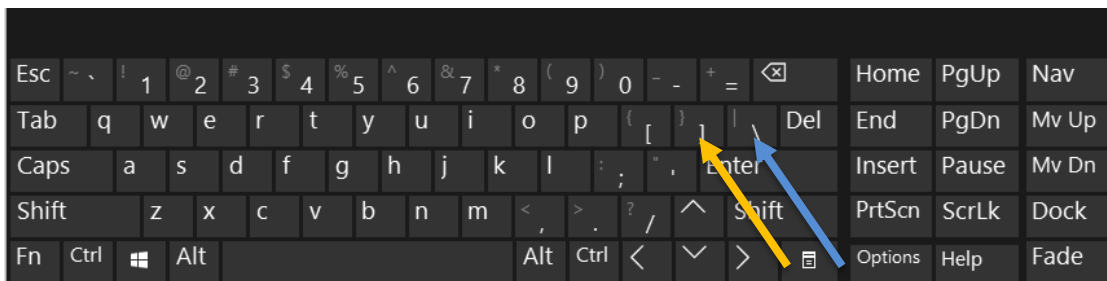 Esc ~ ` ! 1 @ 2 # 3 $ 4 % 5 ^ 6 & 7 * 8 ( 9 ) 0 _ - + = Home PgUp Nav
Tab q w e r t y u i o p { [ } ] | \ Del End PgDn Mv Up
Caps a s d f g h j k l : ; " ' Enter Insert Pause Mv Dn
Shift z x c v b n m < , > . ? / Shift PrtScn ScrLk Dock
Fn Ctrl Alt Alt Ctrl Options Help Fade